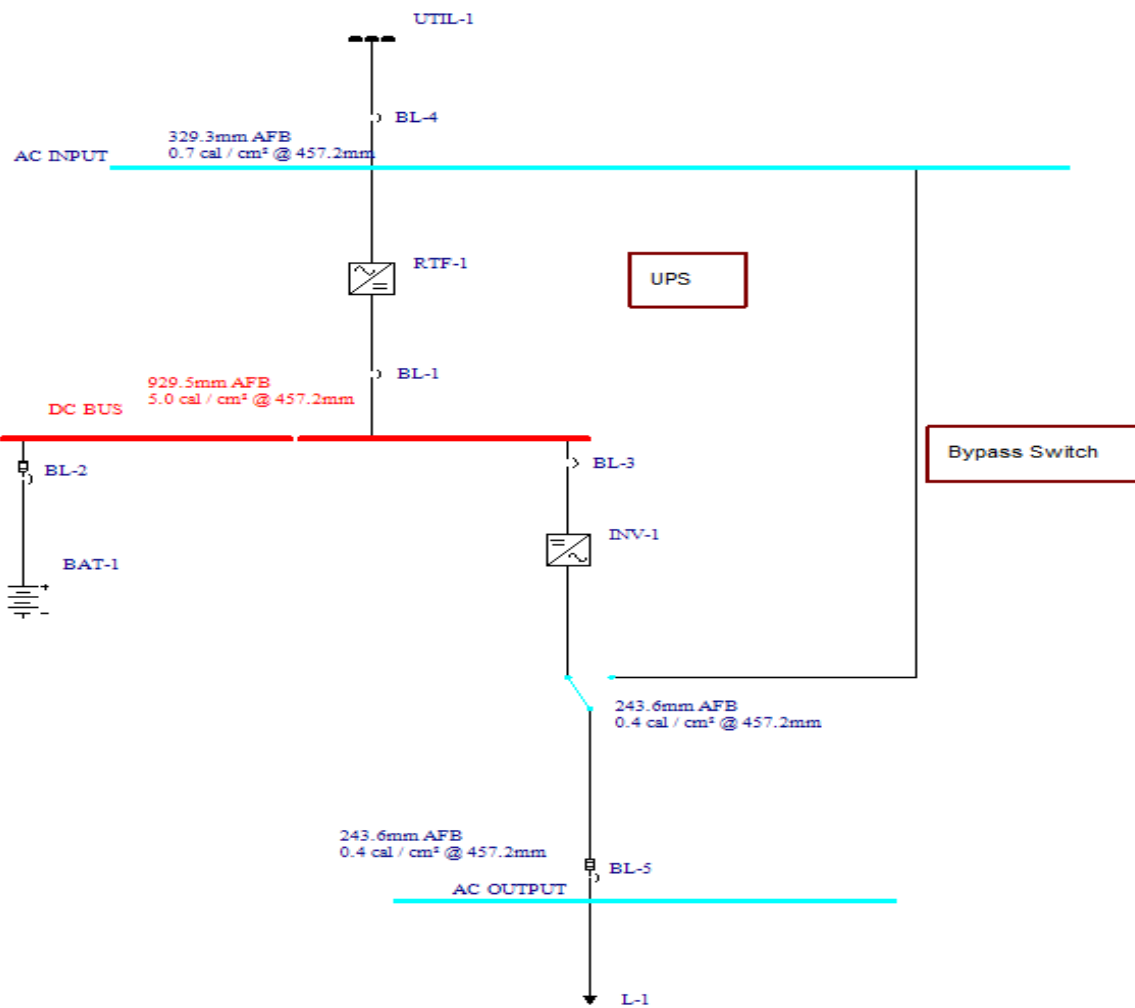 UTIL-1
BL-4
329.3mm AFB
0.7 cal / cm² @ 457.2mm
AC INPUT
RTF-1
UPS
BL-1
929.5mm AFB
5.0 cal / cm² @ 457.2mm
DC BUS
BL-2
BL-3
Bypass Switch
INV-1
BAT-1
243.6mm AFB
0.4 cal / cm² @ 457.2mm
243.6mm AFB
0.4 cal / cm² @ 457.2mm
BL-5
AC OUTPUT
L-1